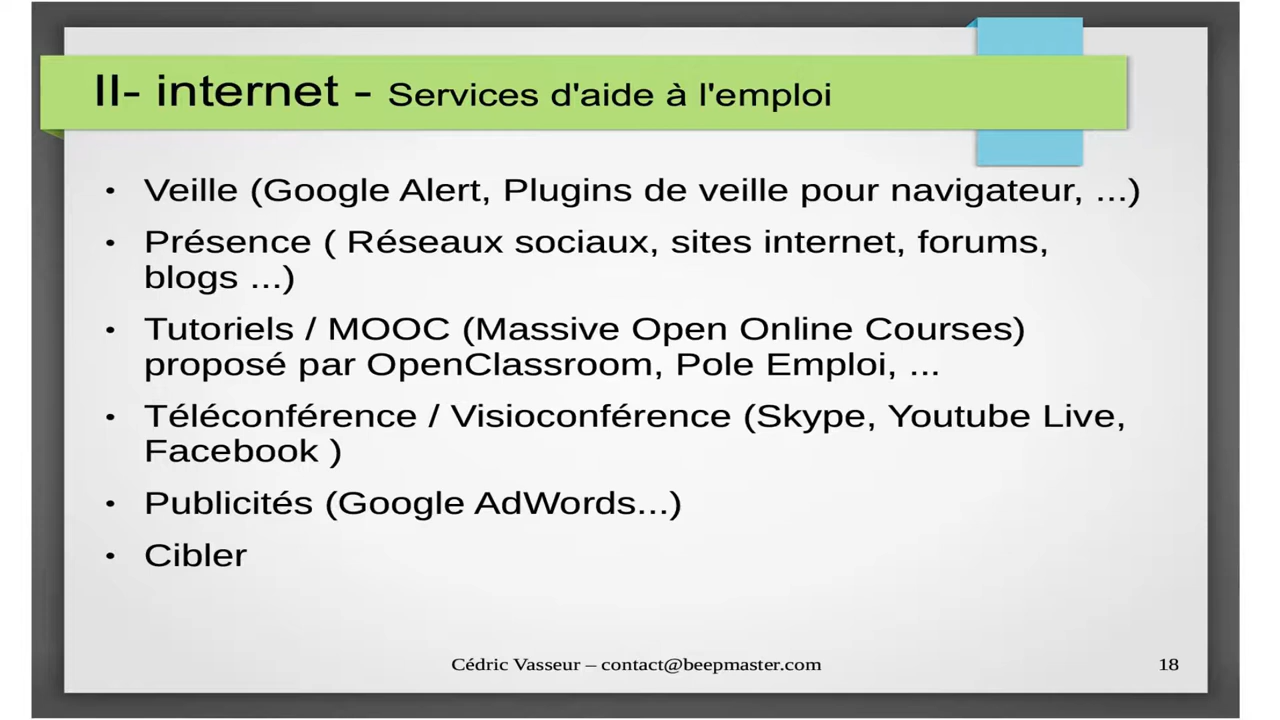 II- internet - Services d'aide à l'emploi
• Veille (Google Alert, Plugins de veille pour navigateur, ...)
• Présence ( Réseaux sociaux, sites internet, forums,
blogs ...)
• Tutoriels / MOOC (Massive Open Online Courses)
proposé par OpenClassroom, Pole Emploi, ...
• Téléconférence / Visioconférence (Skype, Youtube Live,
Facebook )
• Publicités (Google AdWords...)
• Cibler
Cédric Vasseur – contact@beepmaster.com
18